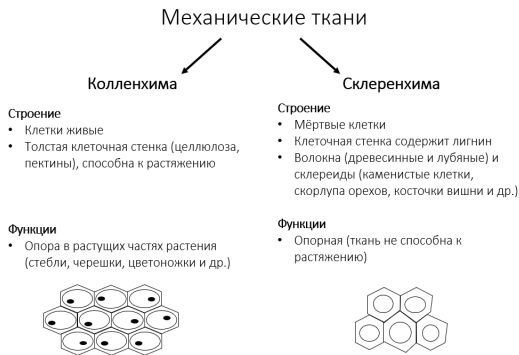 Механические ткани
Колленхима
Строение
• Клетки живые
• Толстая клеточная стенка (целлюлоза,
пектины), способна к растяжению
Функции
• Опора в растущих частях растения
(стебли, черешки, цветоножки и др.)
Склеренхима
Строение
• Мёртвые клетки
• Клеточная стенка содержит лигнин
• Волокна (древесинные и лубяные) и
склереиды (каменистые клетки,
скорлупа орехов, косточки вишни и др.)
Функции
• Опорная (ткань не способна к
растяжению)